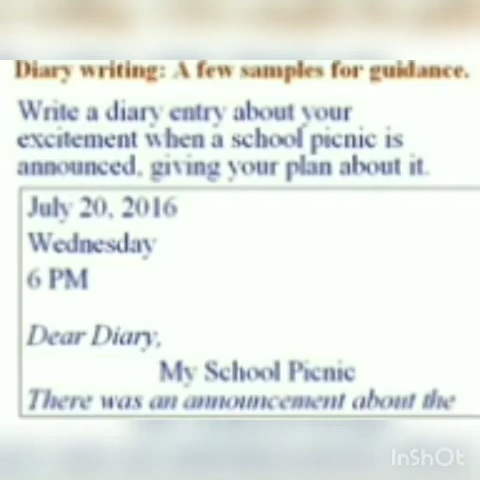 Diary writing: A few samples for guidance.
Write a diary entry about your
excitement when a school picnic is
announced, giving your plan about it.
July 20, 2016
Wednesday
6 PM
Dear Diary,
My School Picnic
There was an announcement about the
InShOt